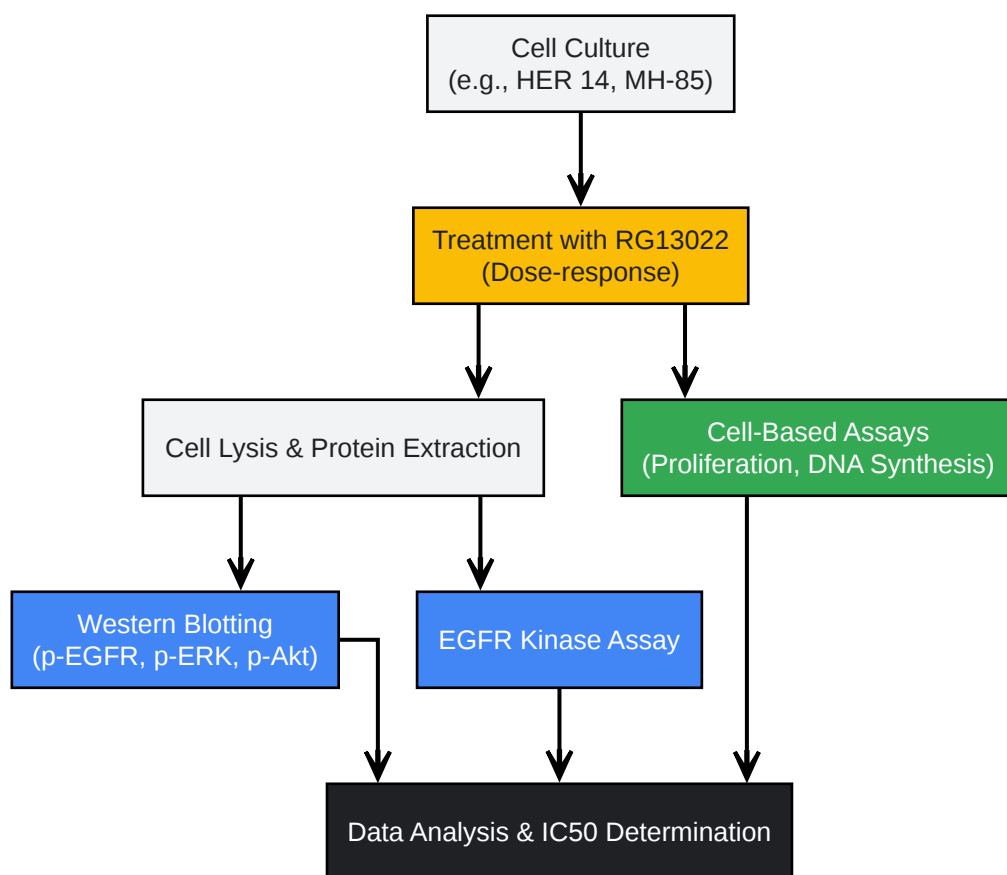 Cell Culture
(e.g., HER 14, MH-85)
Treatment with RG13022
(Dose-response)
Cell Lysis & Protein Extraction
Cell-Based Assays
(Proliferation, DNA Synthesis)
Western Blotting
(p-EGFR, p-ERK, p-Akt)
EGFR Kinase Assay
Data Analysis & IC50 Determination